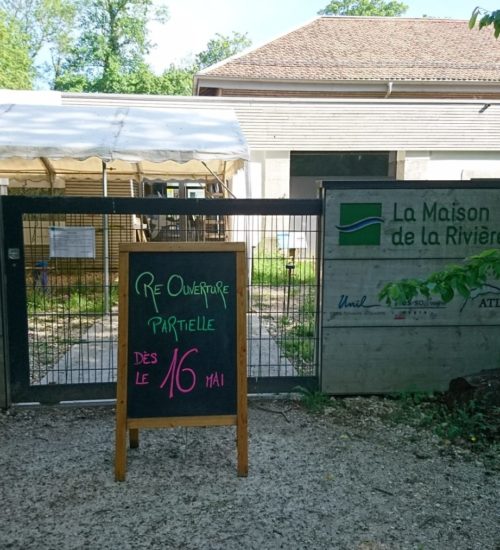 Re Ouverture
Partielle
Dès
le 16 mai
La Maison
de la Rivière
Unil